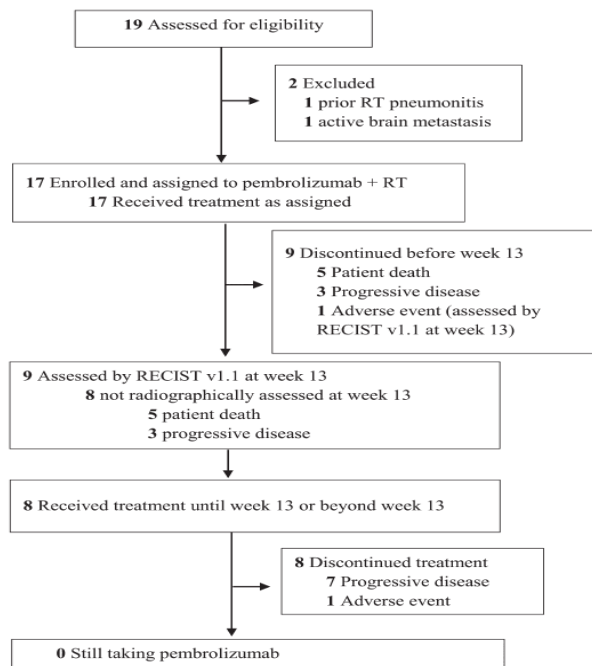 19 Assessed for eligibility
2 Excluded
1 prior RT pneumonitis
1 active brain metastasis
17 Enrolled and assigned to pembrolizumab + RT
17 Received treatment as assigned
9 Discontinued before week 13
5 Patient death
3 Progressive disease
1 Adverse event (assessed by
RECIST v1.1 at week 13)
9 Assessed by RECIST v1.1 at week 13
8 not radiographically assessed at week 13
5 patient death
3 progressive disease
8 Received treatment until week 13 or beyond week 13
8 Discontinued treatment
7 Progressive disease
1 Adverse event
0 Still taking pembrolizumab